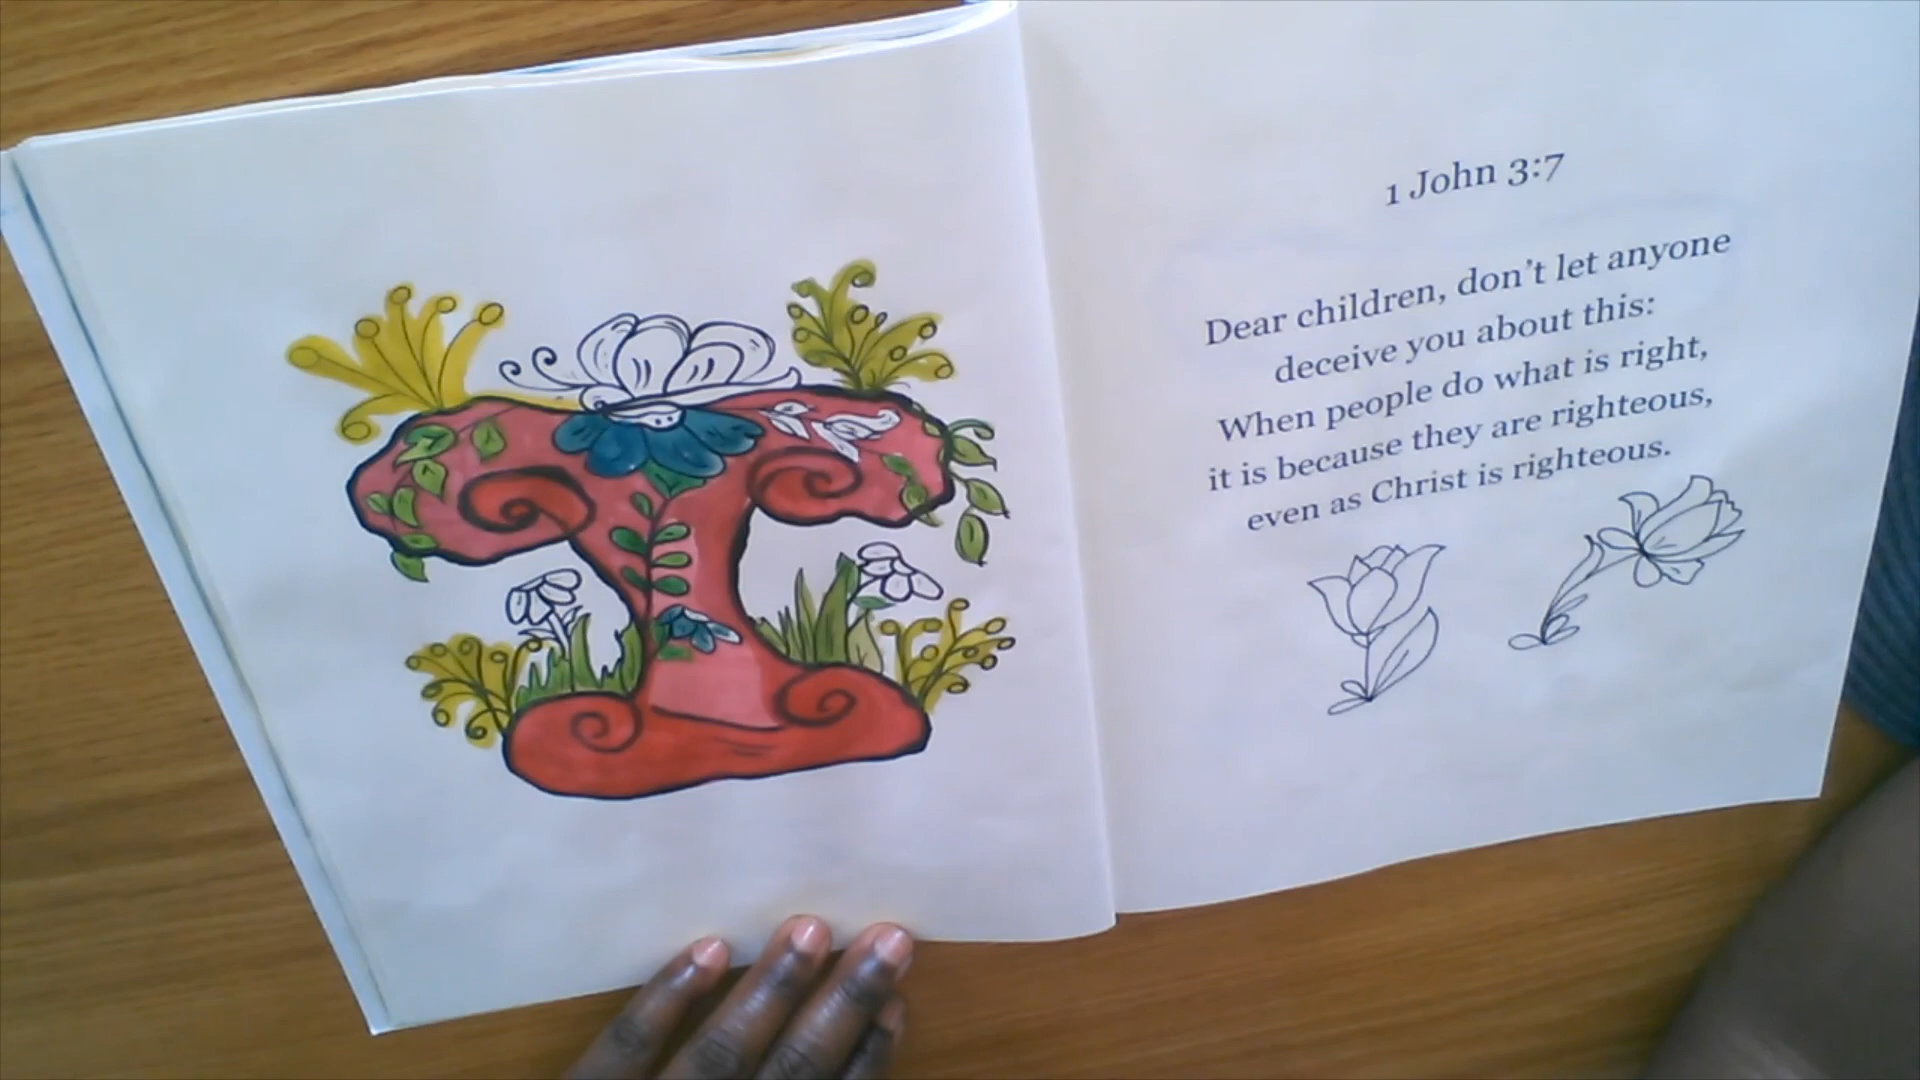 I
1 John 3:7
Dear children, don't let anyone
deceive you about this:
When people do what is right,
it is because they are righteous,
even as Christ is righteous.